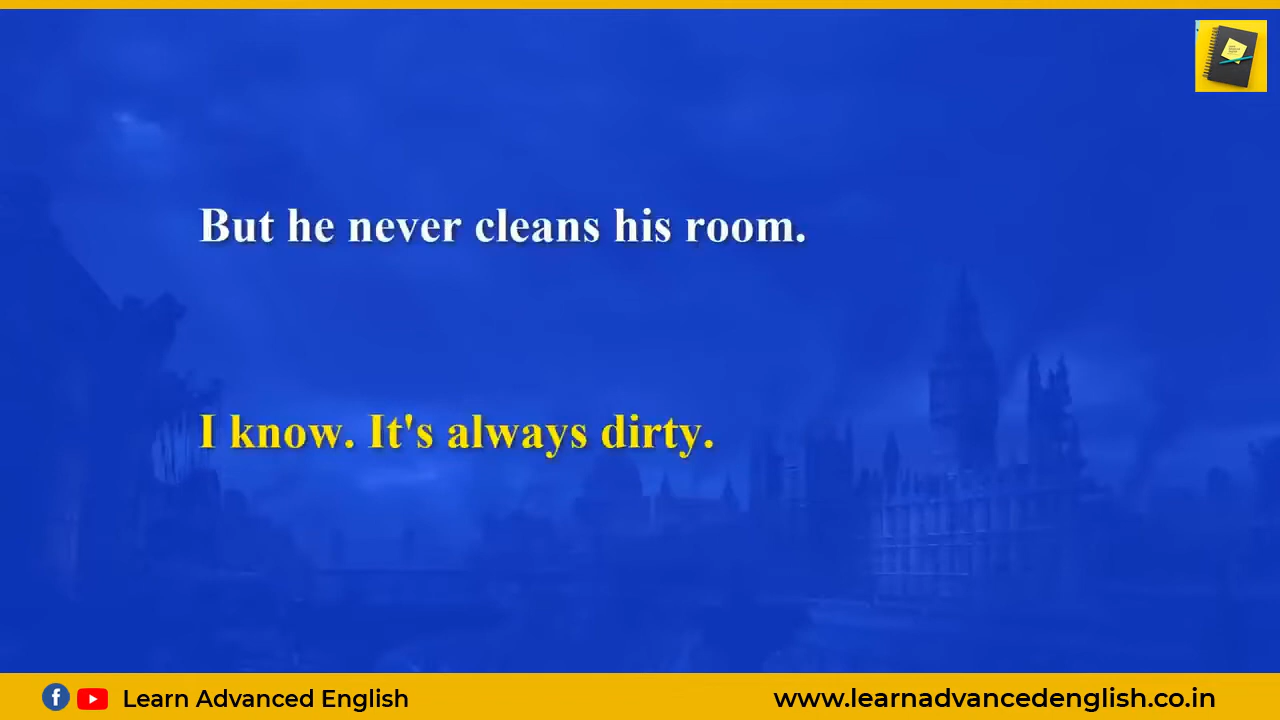 But he never cleans his room.
I know. It's always dirty.
Learn Advanced English
www.learnadvancedenglish.co.in